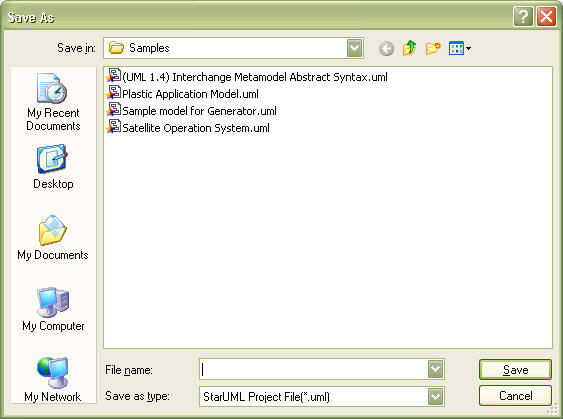 Save As
?
Save in: Samples
(UML 1.4) Interchange Metamodel Abstract Syntax.uml
Plastic Application Model.uml
Sample model for Generator.uml
Satellite Operation System.uml
My Recent
Documents
Desktop
My Documents
My Computer
My Network
File name:
Save
Save as type: StarUML Project File(*.uml)
Cancel